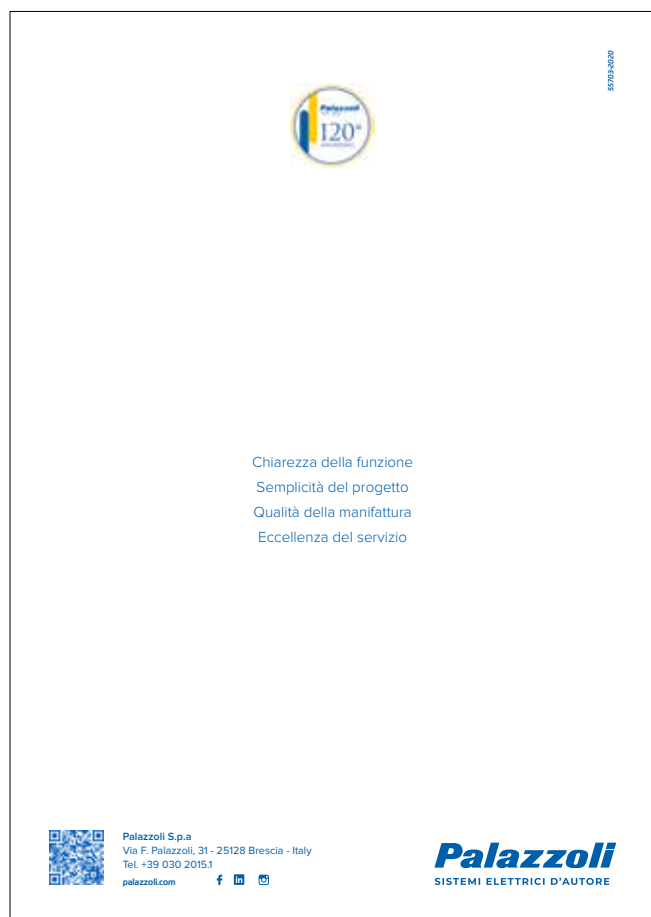 55703-2020
Palazzoli
120°
Chiarezza della funzione
Semplicità del progetto
Qualità della manifattura
Eccellenza del servizio
Palazzoli S.p.a
Via F. Palazzoli, 31 - 25128 Brescia - Italy
Tel. +39 030 2015.1
palazzoli.com
Palazzoli
SISTEMI ELETTRICI D'AUTORE